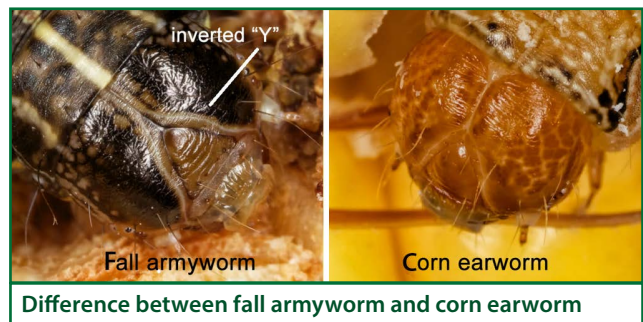 inverted “Y”
Fall armyworm
Corn earworm
Difference between fall armyworm and corn earworm